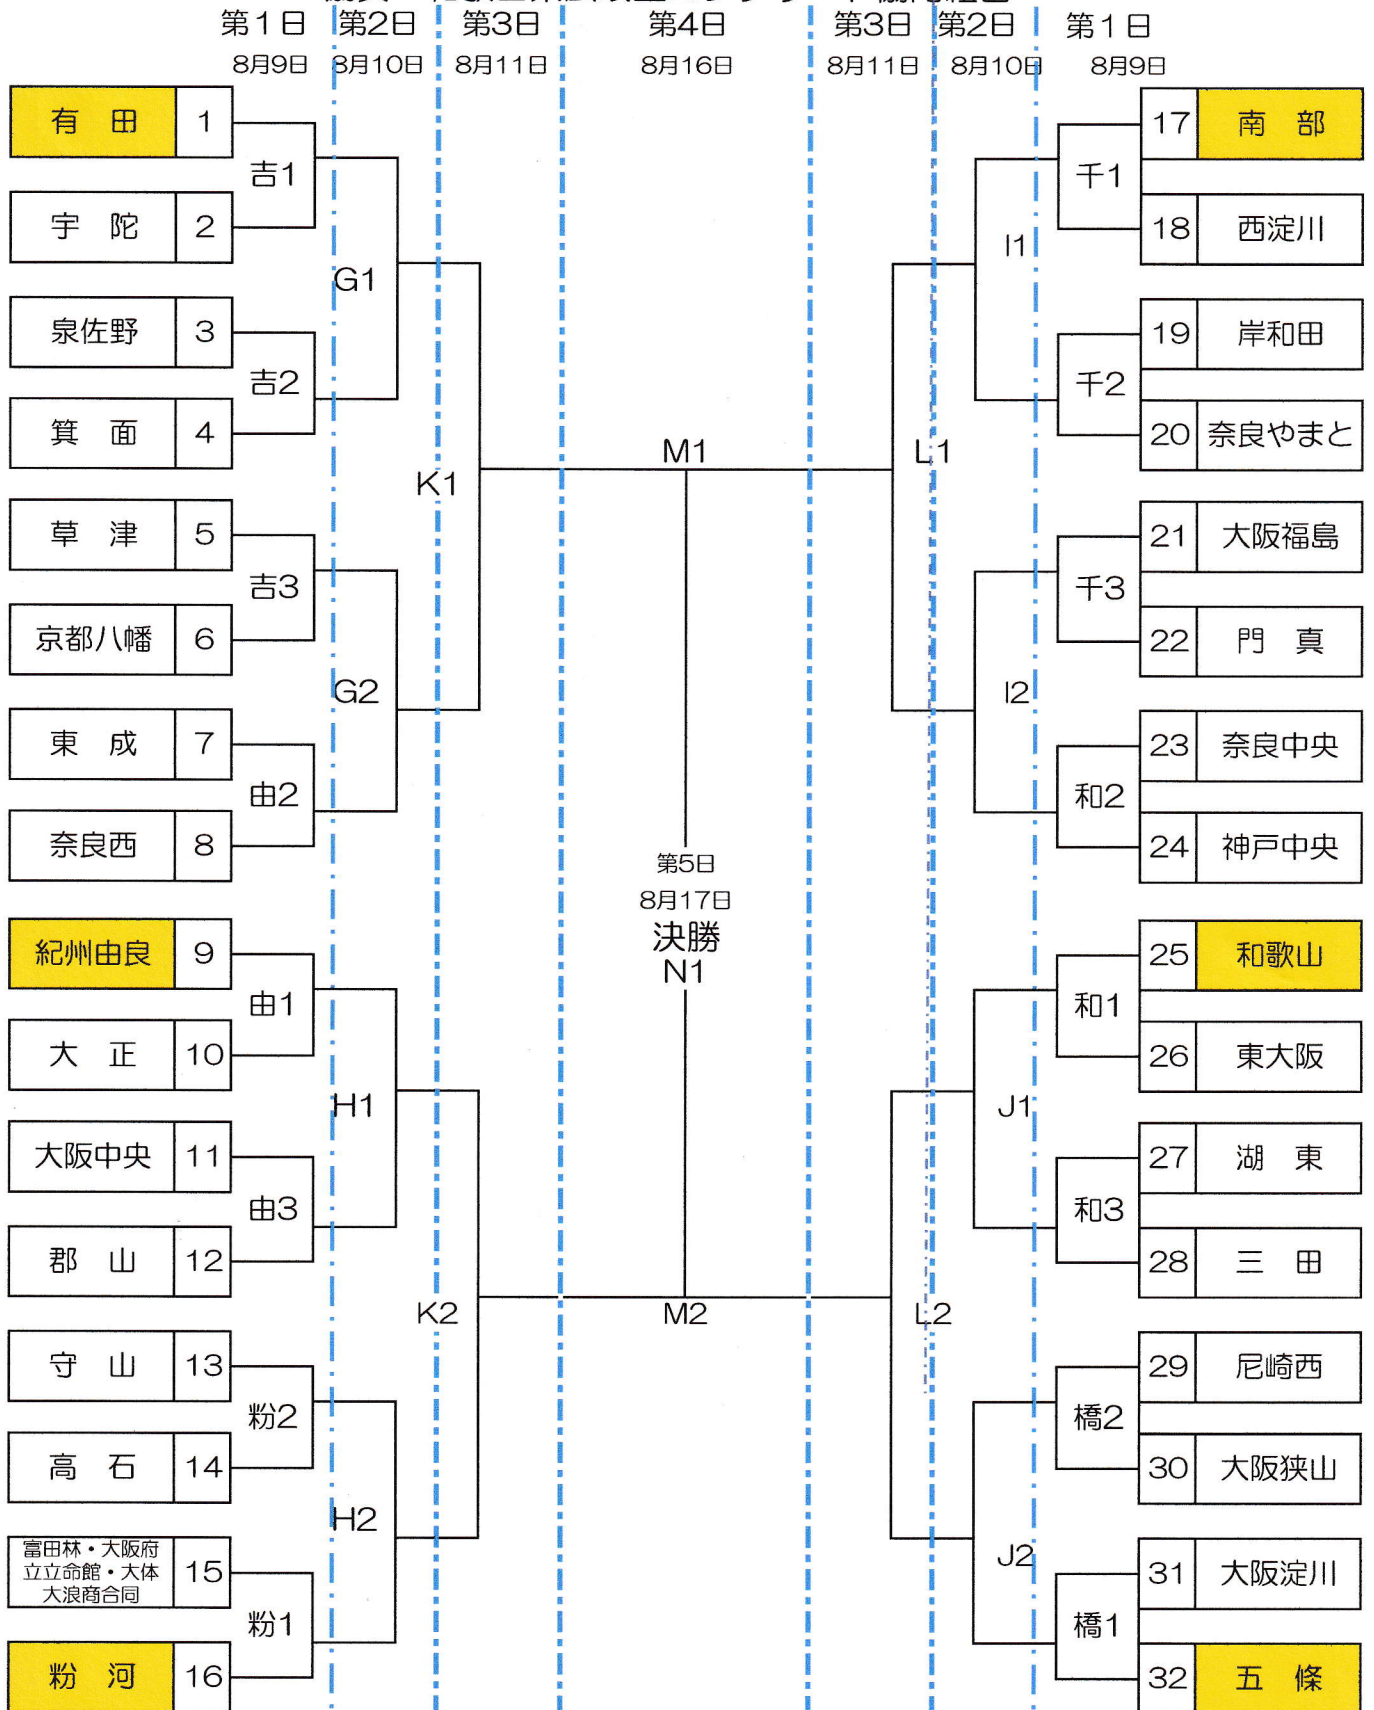 第1日 第2日 第3日 第4日 第3日 第2日 第1日
8月9日 8月10日 8月11日 8月16日 8月11日 8月10日 8月9日
有 田 1
吉1
宇 陀 2
G1
泉佐野 3
吉2
箕 面 4
K1
草 津 5
吉3
京都八幡 6
G2
東 成 7
由2
奈良西 8
紀州由良 9
由1
大 正 10
H1
大阪中央 11
由3
郡 山 12
K2
守 山 13
粉2
高 石 14
H2
富田林・大阪府
立立命館・大体
大浪商合同
15
粉1
粉 河 16
M1
第5日
8月17日
決勝
N1
M2
17 南 部
千1
18 西淀川
I1
19 岸和田
千2
20 奈良やまと
L1
21 大阪福島
千3
22 門 真
I2
23 奈良中央
和2
24 神戸中央
25 和歌山
和1
26 東大阪
J1
27 湖 東
和3
28 三 田
L2
29 尼崎西
橋2
30 大阪狭山
J2
31 大阪淀川
橋1
32 五 條